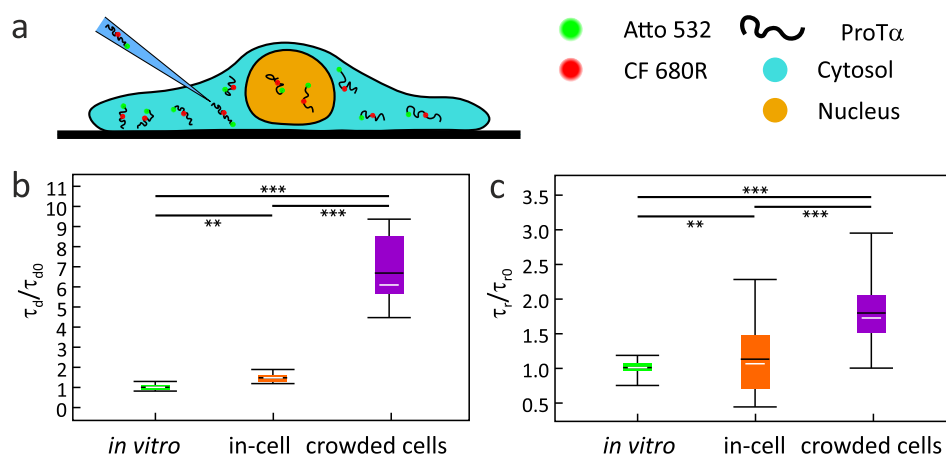 a
Atto 532
ProTα
CF 680R
Cytosol
Nucleus
b
τd/τd0
11
10
9
8
7
6
5
4
3
2
1
0
***
**
***
in vitro
in-cell
crowded cells
c
τr/τr0
3.5
3.0
2.5
2.0
1.5
1.0
0.5
***
**
***
in vitro
in-cell
crowded cells